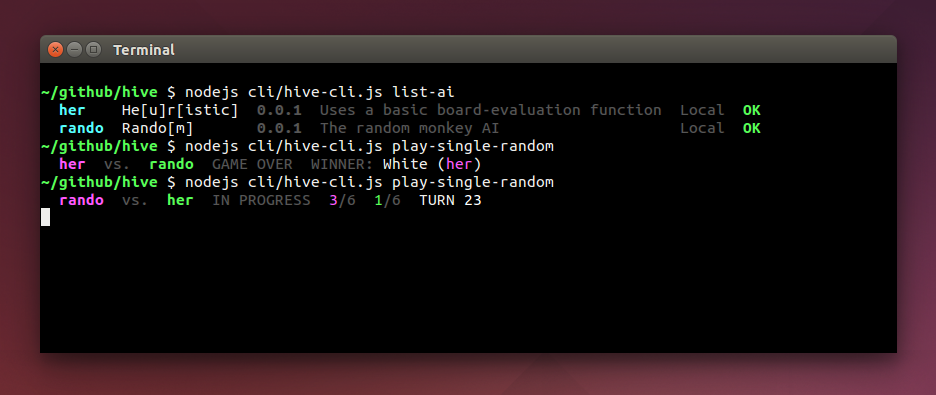 Terminal
~/github/hive $ nodejs cli/hive-cli.js list-ai
her He[u]r[istic] 0.0.1 Uses a basic board-evaluation function Local OK
rando Rando[m] 0.0.1 The random monkey AI Local OK
~/github/hive $ nodejs cli/hive-cli.js play-single-random
her vs. rando GAME OVER WINNER: White (her)
~/github/hive $ nodejs cli/hive-cli.js play-single-random
rando vs. her IN PROGRESS 3/6 1/6 TURN 23